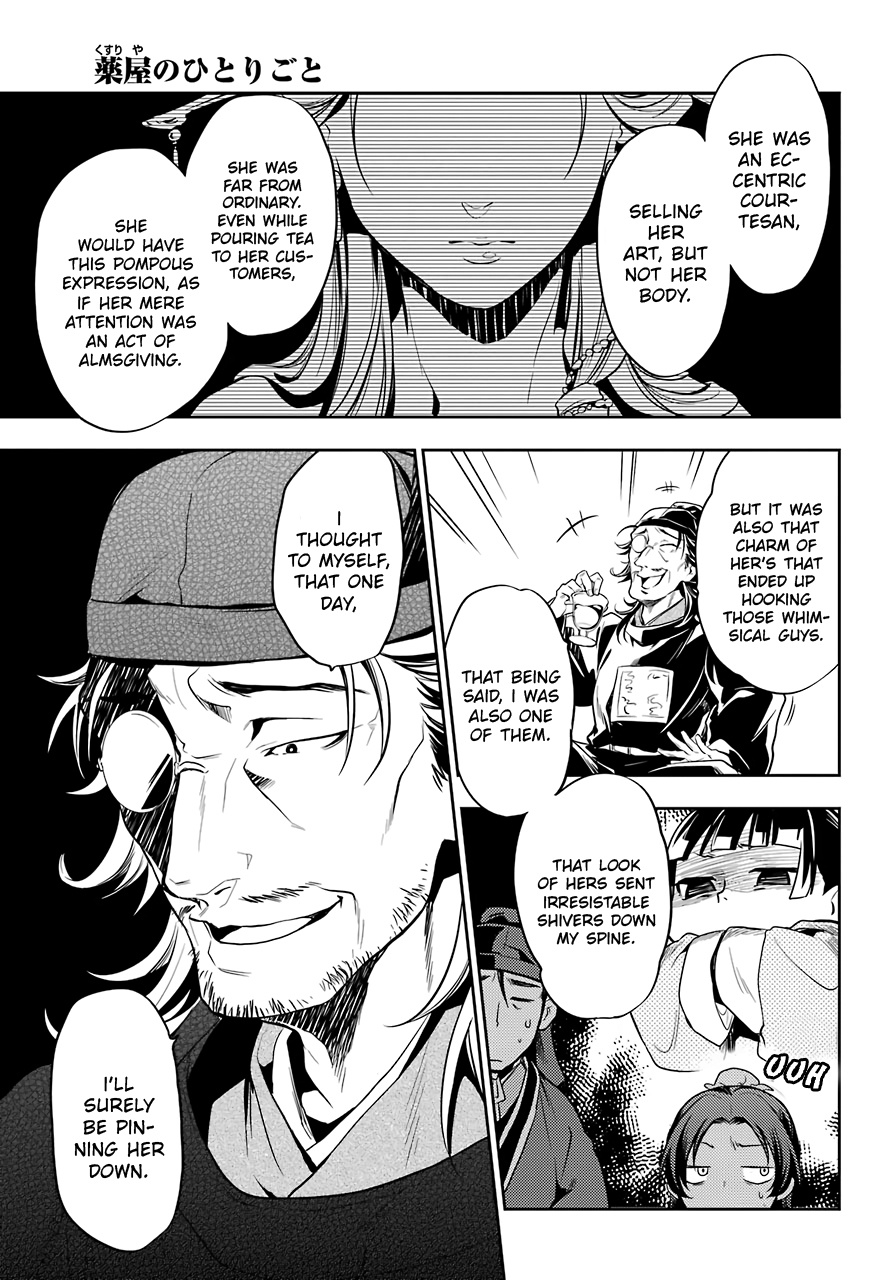 くすり や
薬屋のひとりごと
SHE WAS
AN EC-
CENTRIC
COUR-
TESAN,
SELLING
HER
ART, BUT
NOT HER
BODY.
SHE WAS
FAR FROM
ORDINARY.
EVEN WHILE
POURING TEA
TO HER CUS-
TOMERS,
SHE
WOULD HAVE
THIS POMPOUS
EXPRESSION, AS
IF HER MERE
ATTENTION WAS
AN ACT OF
ALMSGIVING.
BUT IT WAS
ALSO THAT
CHARM OF
HER'S THAT
ENDED UP
HOOKING
THOSE WHIM-
SICAL GUYS.
THAT BEING
SAID, I WAS
ALSO ONE
OF THEM.
THAT LOOK
OF HERS SENT
IRRESISTABLE
SHIVERS DOWN
MY SPINE.
UUH
I
THOUGHT
TO MYSELF,
THAT ONE
DAY,
I'LL
SURELY
BE PIN-
NING HER
DOWN.